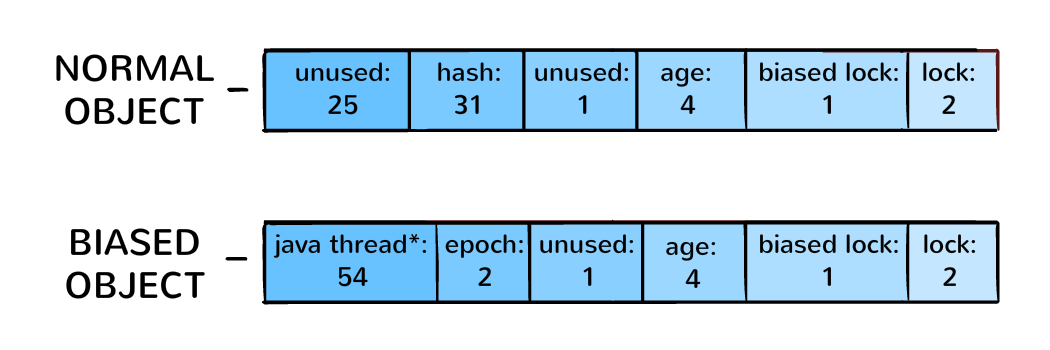 NORMAL OBJECT –
unused: 25
hash: 31
unused: 1
age: 4
biased lock: 1
lock: 2
BIASED OBJECT –
java thread*: 54
epoch: 2
unused: 1
age: 4
biased lock: 1
lock: 2